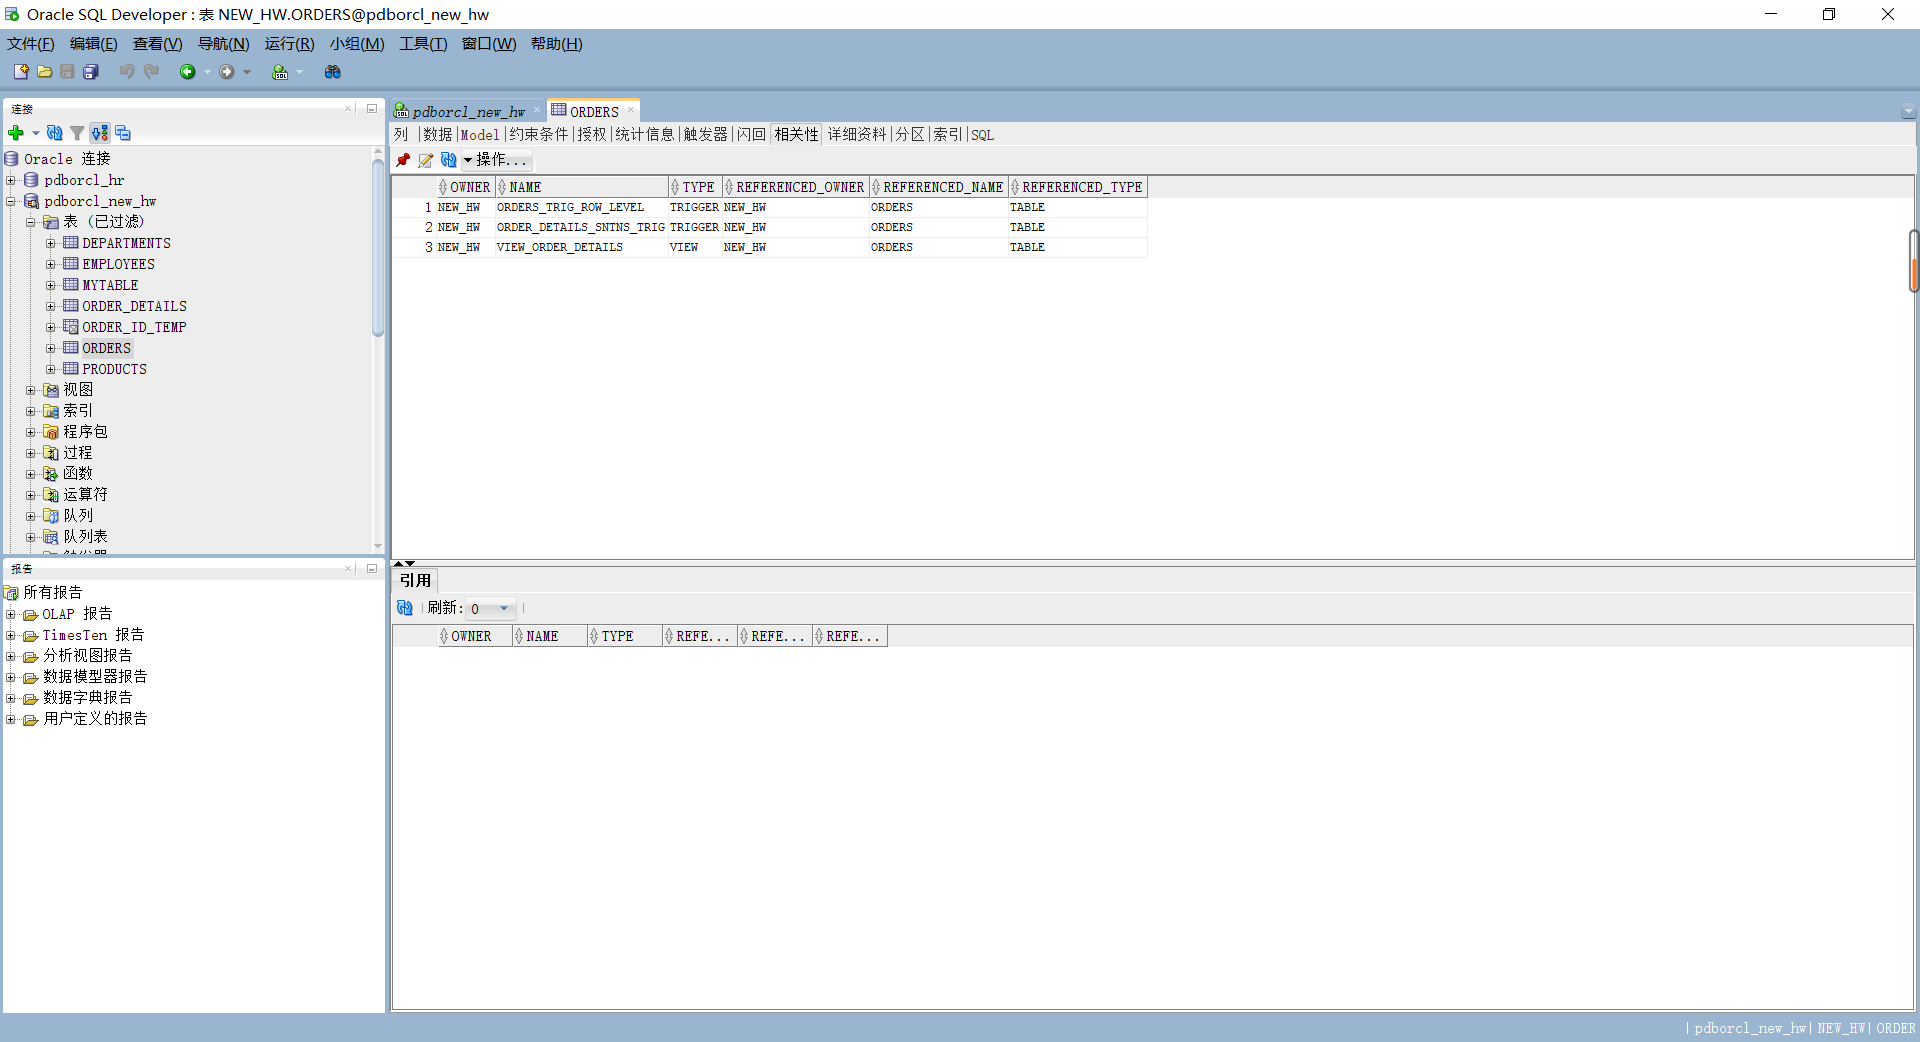 Oracle SQL Developer : 表 NEW_HW.ORDERS@pdborcl_new_hw
文件(F) 编辑(E) 查看(V) 导航(N) 运行(R) 小组(M) 工具(T) 窗口(W) 帮助(H)
连接
Oracle 连接
pdborcl_hr
pdborcl_new_hw
表 (已过滤)
DEPARTMENTS
EMPLOYEES
MYTABLE
ORDER_DETAILS
ORDER_ID_TEMP
ORDERS
PRODUCTS
视图
索引
程序包
过程
函数
运算符
队列
队列表
触发器
报告
所有报告
OLAP 报告
TimesTen 报告
分析视图报告
数据模型器报告
数据字典报告
用户定义的报告
pdborcl_new_hw ORDERS
列 |数据|Model|约束条件|授权|统计信息|触发器|闪回|相关性|详细资料|分区|索引|SQL
操作...
OWNER NAME TYPE REFERENCED_OWNER REFERENCED_NAME REFERENCED_TYPE
1 NEW_HW ORDERS_TRIG_ROW_LEVEL TRIGGER NEW_HW ORDERS TABLE
2 NEW_HW ORDER_DETAILS_SNTNS_TRIG TRIGGER NEW_HW ORDERS TABLE
3 NEW_HW VIEW_ORDER_DETAILS VIEW NEW_HW ORDERS TABLE
引用
刷新: 0
OWNER NAME TYPE REFE... REFE... REFE...
| pdborcl_new_hw| NEW_HW| ORDER